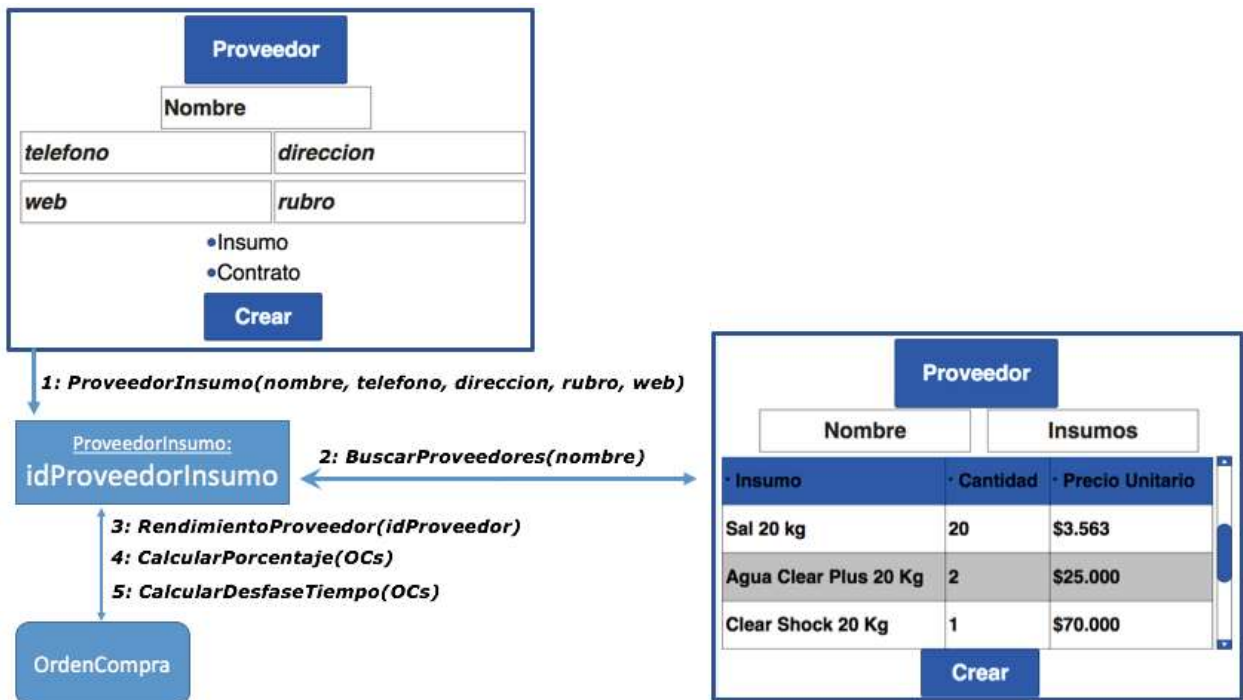 Proveedor
Nombre
telefono direccion
web rubro
•Insumo
•Contrato
Crear
1: ProveedorInsumo(nombre, telefono, direccion, rubro, web)
ProveedorInsumo:
idProveedorInsumo
2: BuscarProveedores(nombre)
3: RendimientoProveedor(idProveedor)
4: CalcularPorcentaje(OCs)
5: CalcularDesfaseTiempo(OCs)
OrdenCompra
Proveedor
Nombre Insumos
· Insumo · Cantidad · Precio Unitario
Sal 20 kg 20 $3.563
Agua Clear Plus 20 Kg 2 $25.000
Clear Shock 20 Kg 1 $70.000
Crear